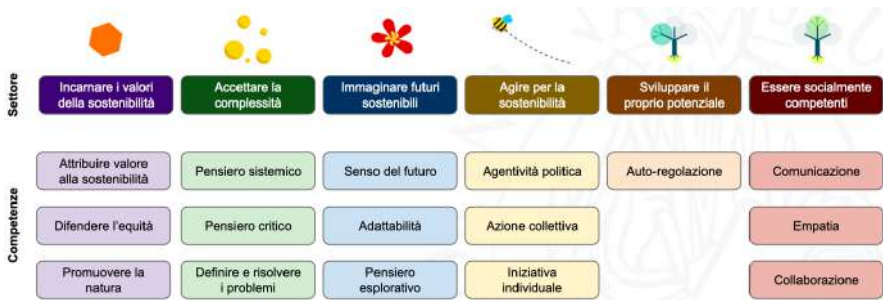 Settore
Incarnare i valori
della sostenibilità
Accettare la
complessità
Immaginare futuri
sostenibili
Agire per la
sostenibilità
Sviluppare il
proprio potenziale
Essere socialmente
competenti
Competenze
Attribuire valore
alla sostenibilità
Pensiero sistemico
Senso del futuro
Agentività politica
Auto-regolazione
Comunicazione
Difendere l'equità
Pensiero critico
Adattabilità
Azione collettiva
Empatia
Promuovere la
natura
Definire e risolvere
i problemi
Pensiero
esplorativo
Iniziativa
individuale
Collaborazione